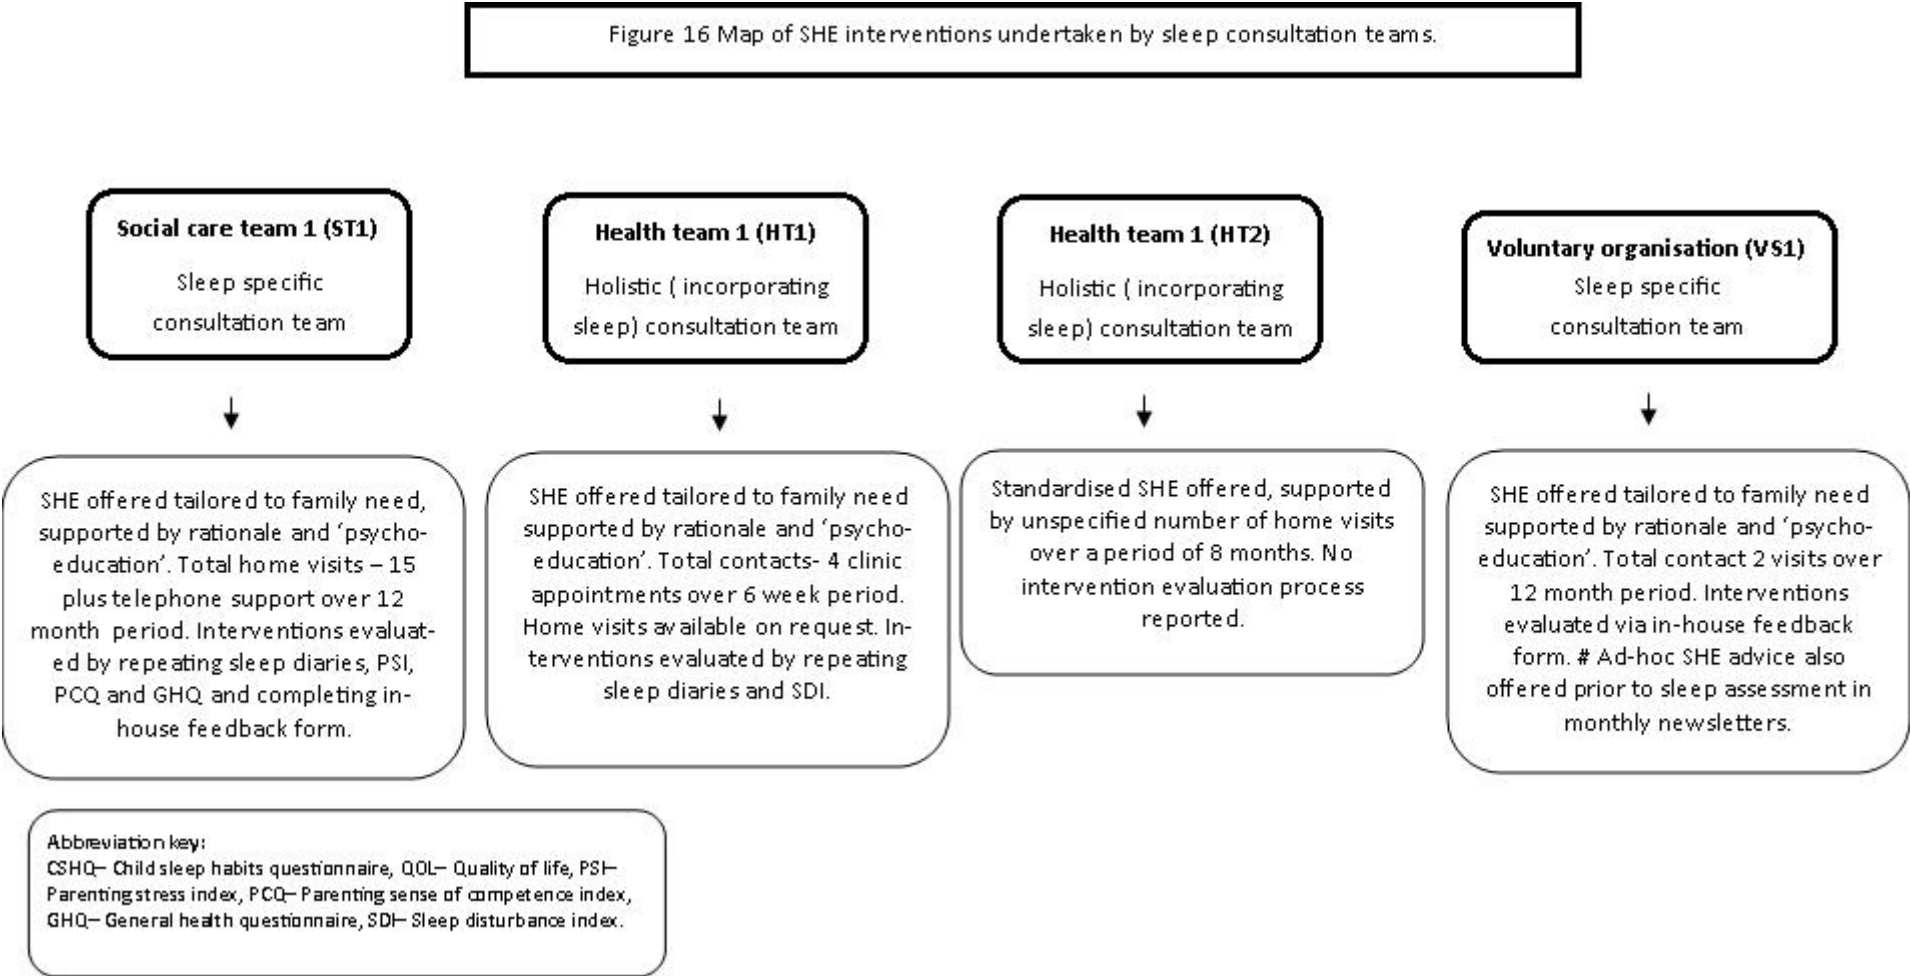 Figure 16 Map of SHE interventions undertaken by sleep consultation teams.
Social care team 1 (ST1)
Sleep specific
consultation team
Health team 1 (HT1)
Holistic ( incorporating
sleep) consultation team
Health team 1 (HT2)
Holistic ( incorporating
sleep) consultation team
Voluntary organisation (VS1)
Sleep specific
consultation team
SHE offered tailored to family need,
supported by rationale and ‘psycho-
education’. Total home visits – 15
plus telephone support over 12
month period. Interventions evaluat-
ed by repeating sleep diaries, PSI,
PCQ and GHQ and completing in-
house feedback form.
SHE offered tailored to family need
supported by rationale and ‘psycho-
education’. Total contacts- 4 clinic
appointments over 6 week period.
Home visits available on request. In-
terventions evaluated by repeating
sleep diaries and SDI.
Standardised SHE offered, supported
by unspecified number of home visits
over a period of 8 months. No
intervention evaluation process
reported.
SHE offered tailored to family need
supported by rationale and ‘psycho-
education’. Total contact 2 visits over
12 month period. Interventions
evaluated via in-house feedback
form. # Ad-hoc SHE advice also
offered prior to sleep assessment in
monthly newsletters.
Abbreviation key:
CSHQ– Child sleep habits questionnaire, QOL– Quality of life, PSI–
Parenting stress index, PCQ– Parenting sense of competence index,
GHQ– General health questionnaire, SDI– Sleep disturbance index.